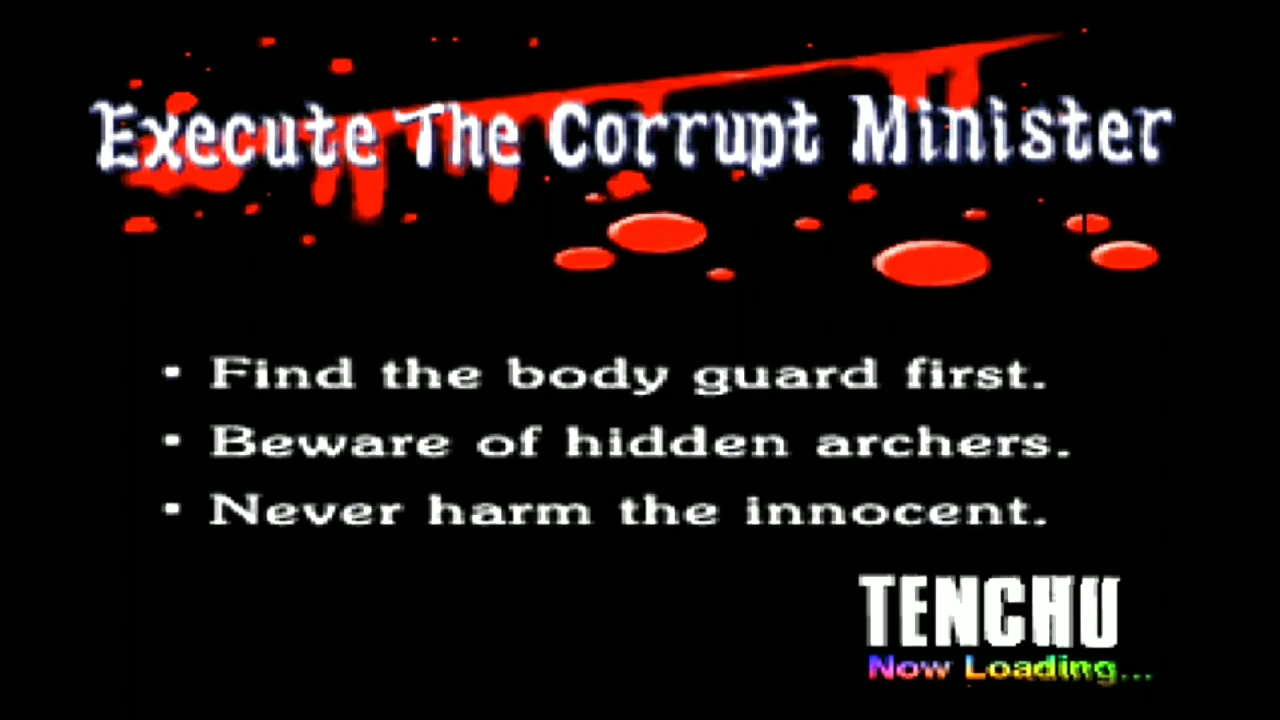 Execute The Corrupt Minister
· Find the body guard first.
· Beware of hidden archers.
· Never harm the innocent.
TENCHU
Now Loading...